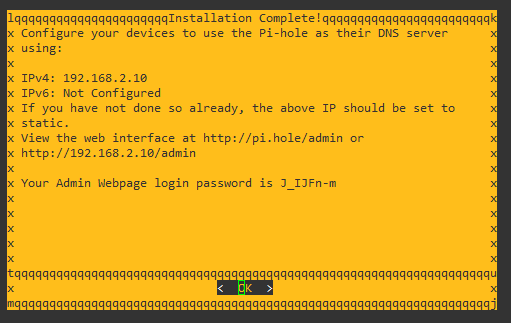 lqqqqqqqqqqqqqqqqqqqqqqInstallation Complete!qqqqqqqqqqqqqqqqqqqqqqqqk
x Configure your devices to use the Pi-hole as their DNS server x
x using: x
x x
x IPv4: 192.168.2.10 x
x IPv6: Not Configured x
x If you have not done so already, the above IP should be set to x
x static. x
x View the web interface at http://pi.hole/admin or x
x http://192.168.2.10/admin x
x x
x Your Admin Webpage login password is J_IJFn-m x
x x
x x
x x
x x
x x
tqqqqqqqqqqqqqqqqqqqqqqqqqqqqqqqqqqqqqqqqqqqqqqqqqqqqqqqqqqqqqqqqqqqqu
x < OK > x
mqqqqqqqqqqqqqqqqqqqqqqqqqqqqqqqqqqqqqqqqqqqqqqqqqqqqqqqqqqqqqqqqqqqqj